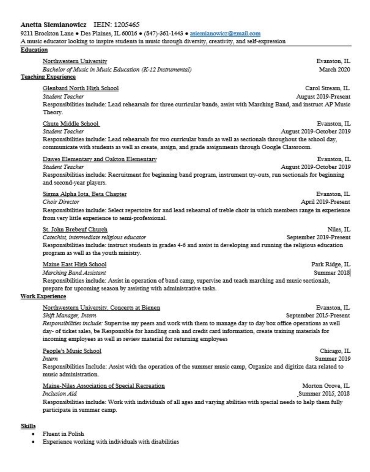 Anetta Siemianowicz IEIN: 1205465
9211 Brockton Lane • Des Plaines, IL 60016 • (847)-361-1443 • asiemianowicz@gmail.com
A music educator looking to inspire students in music through diversity, creativity, and self-expression
Education
Northwestern University Evanston, IL
Bachelor of Music in Music Education (K-12 Instrumental) March 2020
Teaching Experience
Glenbard North High School Carol Stream, IL
Student Teacher August 2019-Present
Responsibilities include: Lead rehearsals for three curricular bands, assist with Marching Band, and instruct AP Music
Theory.
Chute Middle School Evanston, IL
Student Teacher August 2019-October 2019
Responsibilities include: Lead rehearsals for two curricular bands as well as sectionals throughout the school day,
communicate with students as well as create, assign, and grade assignments through Google Classroom.
Dawes Elementary and Oakton Elementary Evanston, IL
Student Teacher August 2019-October 2019
Responsibilities include: Recruitment for beginning band program, instrument try-outs, run sectionals for beginning
and second-year players.
Sigma Alpha Iota, Beta Chapter Evanston, IL
Choir Director April 2019-Present
Responsibilities include: Select repertoire for and lead rehearsal of treble choir in which members range in experience
from very little experience to semi-professional.
St. John Brebeuf Church Niles, IL
Catechist, intermediate religious educator September 2019-Present
Responsibilities include: instruct students in grades 4-6 and assist in developing and running the religious education
program as well as the youth ministry.
Maine East High School Park Ridge, IL
Marching Band Assistant Summer 2018
Responsibilities include: Assist in operation of band camp, supervise and teach marching and music sectionals,
prepare for upcoming season by assisting with administrative tasks.
Work Experience
Northwestern University, Concerts at Bienen Evanston, IL
Shift Manager, Intern September 2015-Present
Responsibilities include: Supervise my peers and work with them to manage day to day box office operations as well
day- of ticket sales, be Responsible for handling cash and credit card information, create training materials for
incoming employees as well as review material for returning employees
People's Music School Chicago, IL
Intern Summer 2019
Responsibilities Include: Assist with the operation of the summer music camp, Organize and digitize data related to
music administration.
Maine-Niles Association of Special Recreation Morton Grove, IL
Inclusion Aid Summer 2015, 2018
Responsibilities include: Work with individuals of all ages and varying abilities with special needs to help them fully
participate in summer camp.
Skills
• Fluent in Polish
• Experience working with individuals with disabilities